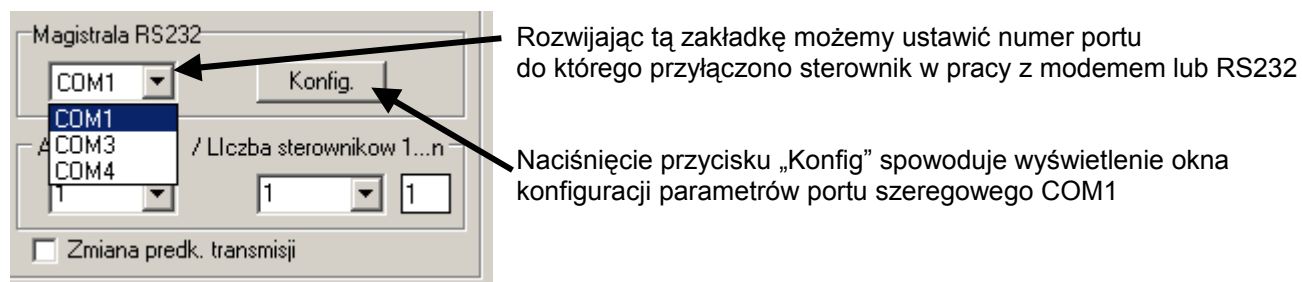 Magistrala RS232
Rozwijając tą zakładkę możemy ustawić numer portu
do którego przyłączono sterownik w pracy z modemem lub RS232
COM1
Konfig.
COM1
COM3
COM4
A
/ LIczba sterownikow 1...n
1
1
1
Naciśnięcie przycisku „Konfig” spowoduje wyświetlenie okna
konfiguracji parametrów portu szeregowego COM1
Zmiana predk. transmisji